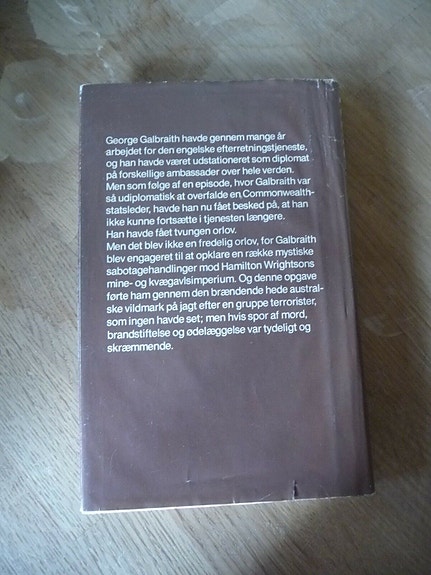 George Galbraith havde gennem mange år
arbejdet for den engelske efterretningstjeneste,
og han havde været udstationeret som diplomat
på forskellige ambassader over hele verden.
Men som følge af en episode, hvor Galbraith var
så udiplomatisk at overfalde en Commonwealth-
statsleder, havde han nu fået besked på, at han
ikke kunne fortsætte i tjenesten længere.
Han havde fået tvungen orlov.
Men det blev ikke en fredelig orlov, for Galbraith
blev engageret til at opklare en række mystiske
sabotagehandlinger mod Hamilton Wrightsons
mine- og kvægavlsimperium. Og denne opgave
førte ham gennem den brændende hede austral-
ske vildmark på jagt efter en gruppe terrorister,
som ingen havde set; men hvis spor af mord,
brandstiftelse og ødelæggelse var tydeligt og
skræmmende.